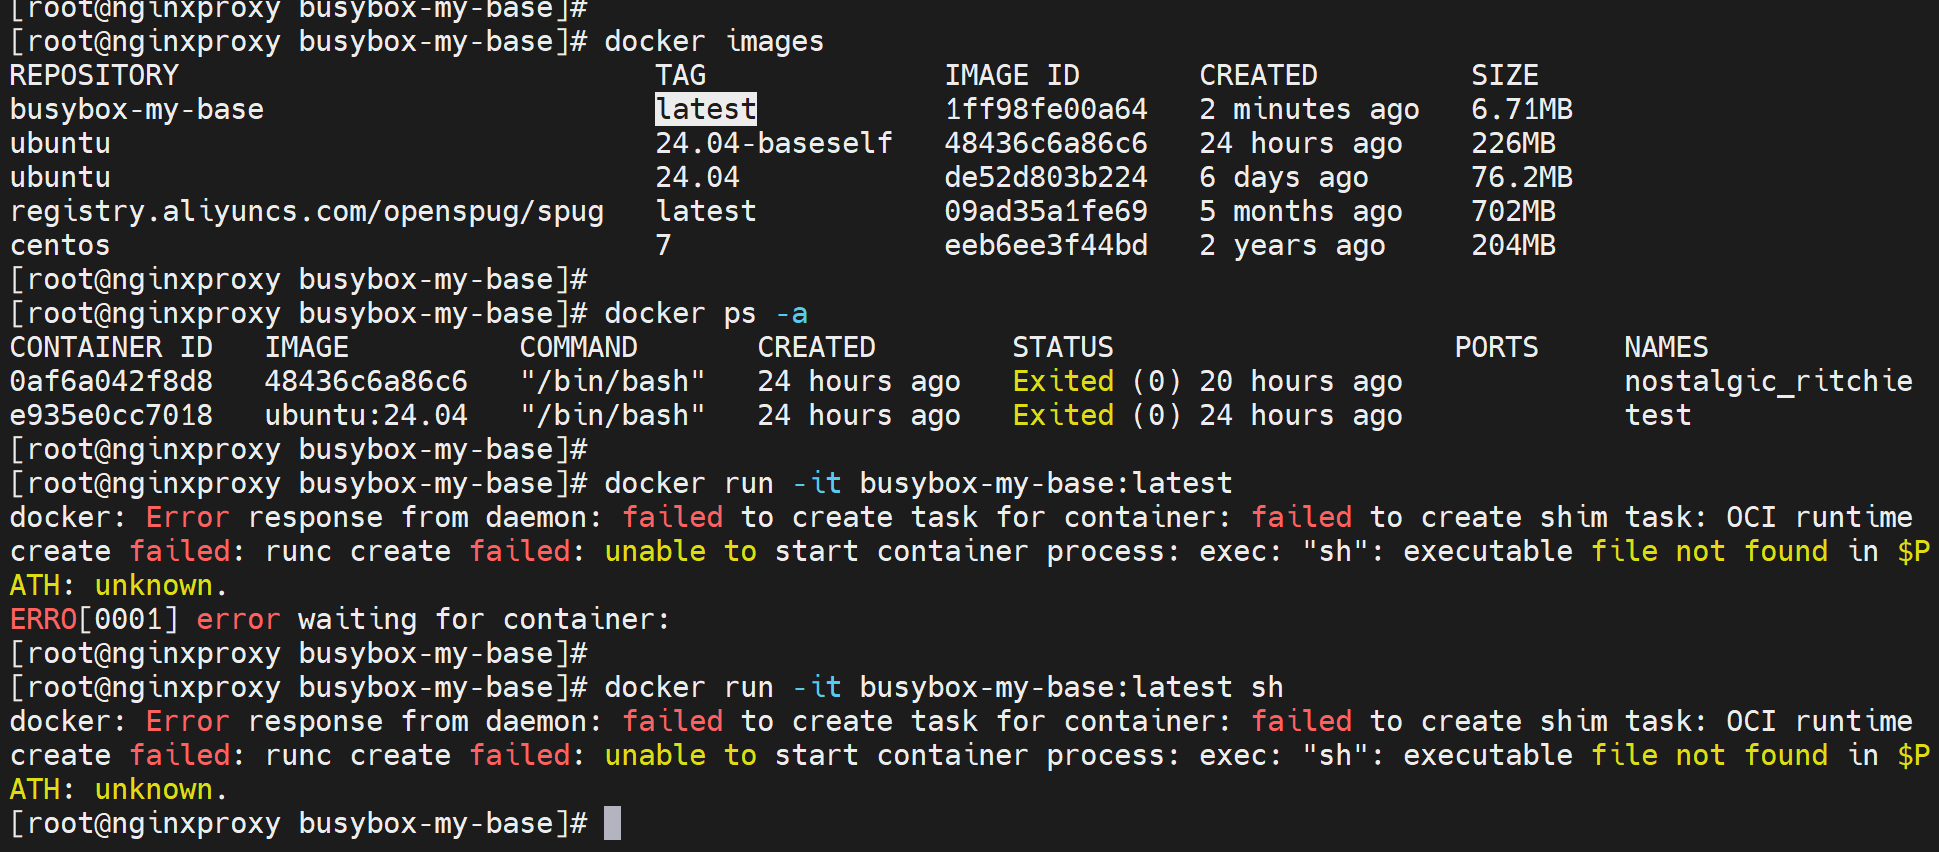 [root@nginxproxy busybox-my-base]#
[root@nginxproxy busybox-my-base]# docker images
REPOSITORY TAG IMAGE ID CREATED SIZE
busybox-my-base latest 1ff98fe00a64 2 minutes ago 6.71MB
ubuntu 24.04-baseself 48436c6a86c6 24 hours ago 226MB
ubuntu 24.04 de52d803b224 6 days ago 76.2MB
registry.aliyuncs.com/openspug/spug latest 09ad35a1fe69 5 months ago 702MB
centos 7 eeb6ee3f44bd 2 years ago 204MB
[root@nginxproxy busybox-my-base]#
[root@nginxproxy busybox-my-base]# docker ps -a
CONTAINER ID IMAGE COMMAND CREATED STATUS PORTS NAMES
0af6a042f8d8 48436c6a86c6 "/bin/bash" 24 hours ago Exited (0) 20 hours ago nostalgic_ritchie
e935e0cc7018 ubuntu:24.04 "/bin/bash" 24 hours ago Exited (0) 24 hours ago test
[root@nginxproxy busybox-my-base]#
[root@nginxproxy busybox-my-base]# docker run -it busybox-my-base:latest
docker: Error response from daemon: failed to create task for container: failed to create shim task: OCI runtime
create failed: runc create failed: unable to start container process: exec: "sh": executable file not found in $P
ATH: unknown.
ERRO[0001] error waiting for container:
[root@nginxproxy busybox-my-base]#
[root@nginxproxy busybox-my-base]# docker run -it busybox-my-base:latest sh
docker: Error response from daemon: failed to create task for container: failed to create shim task: OCI runtime
create failed: runc create failed: unable to start container process: exec: "sh": executable file not found in $P
ATH: unknown.
[root@nginxproxy busybox-my-base]#